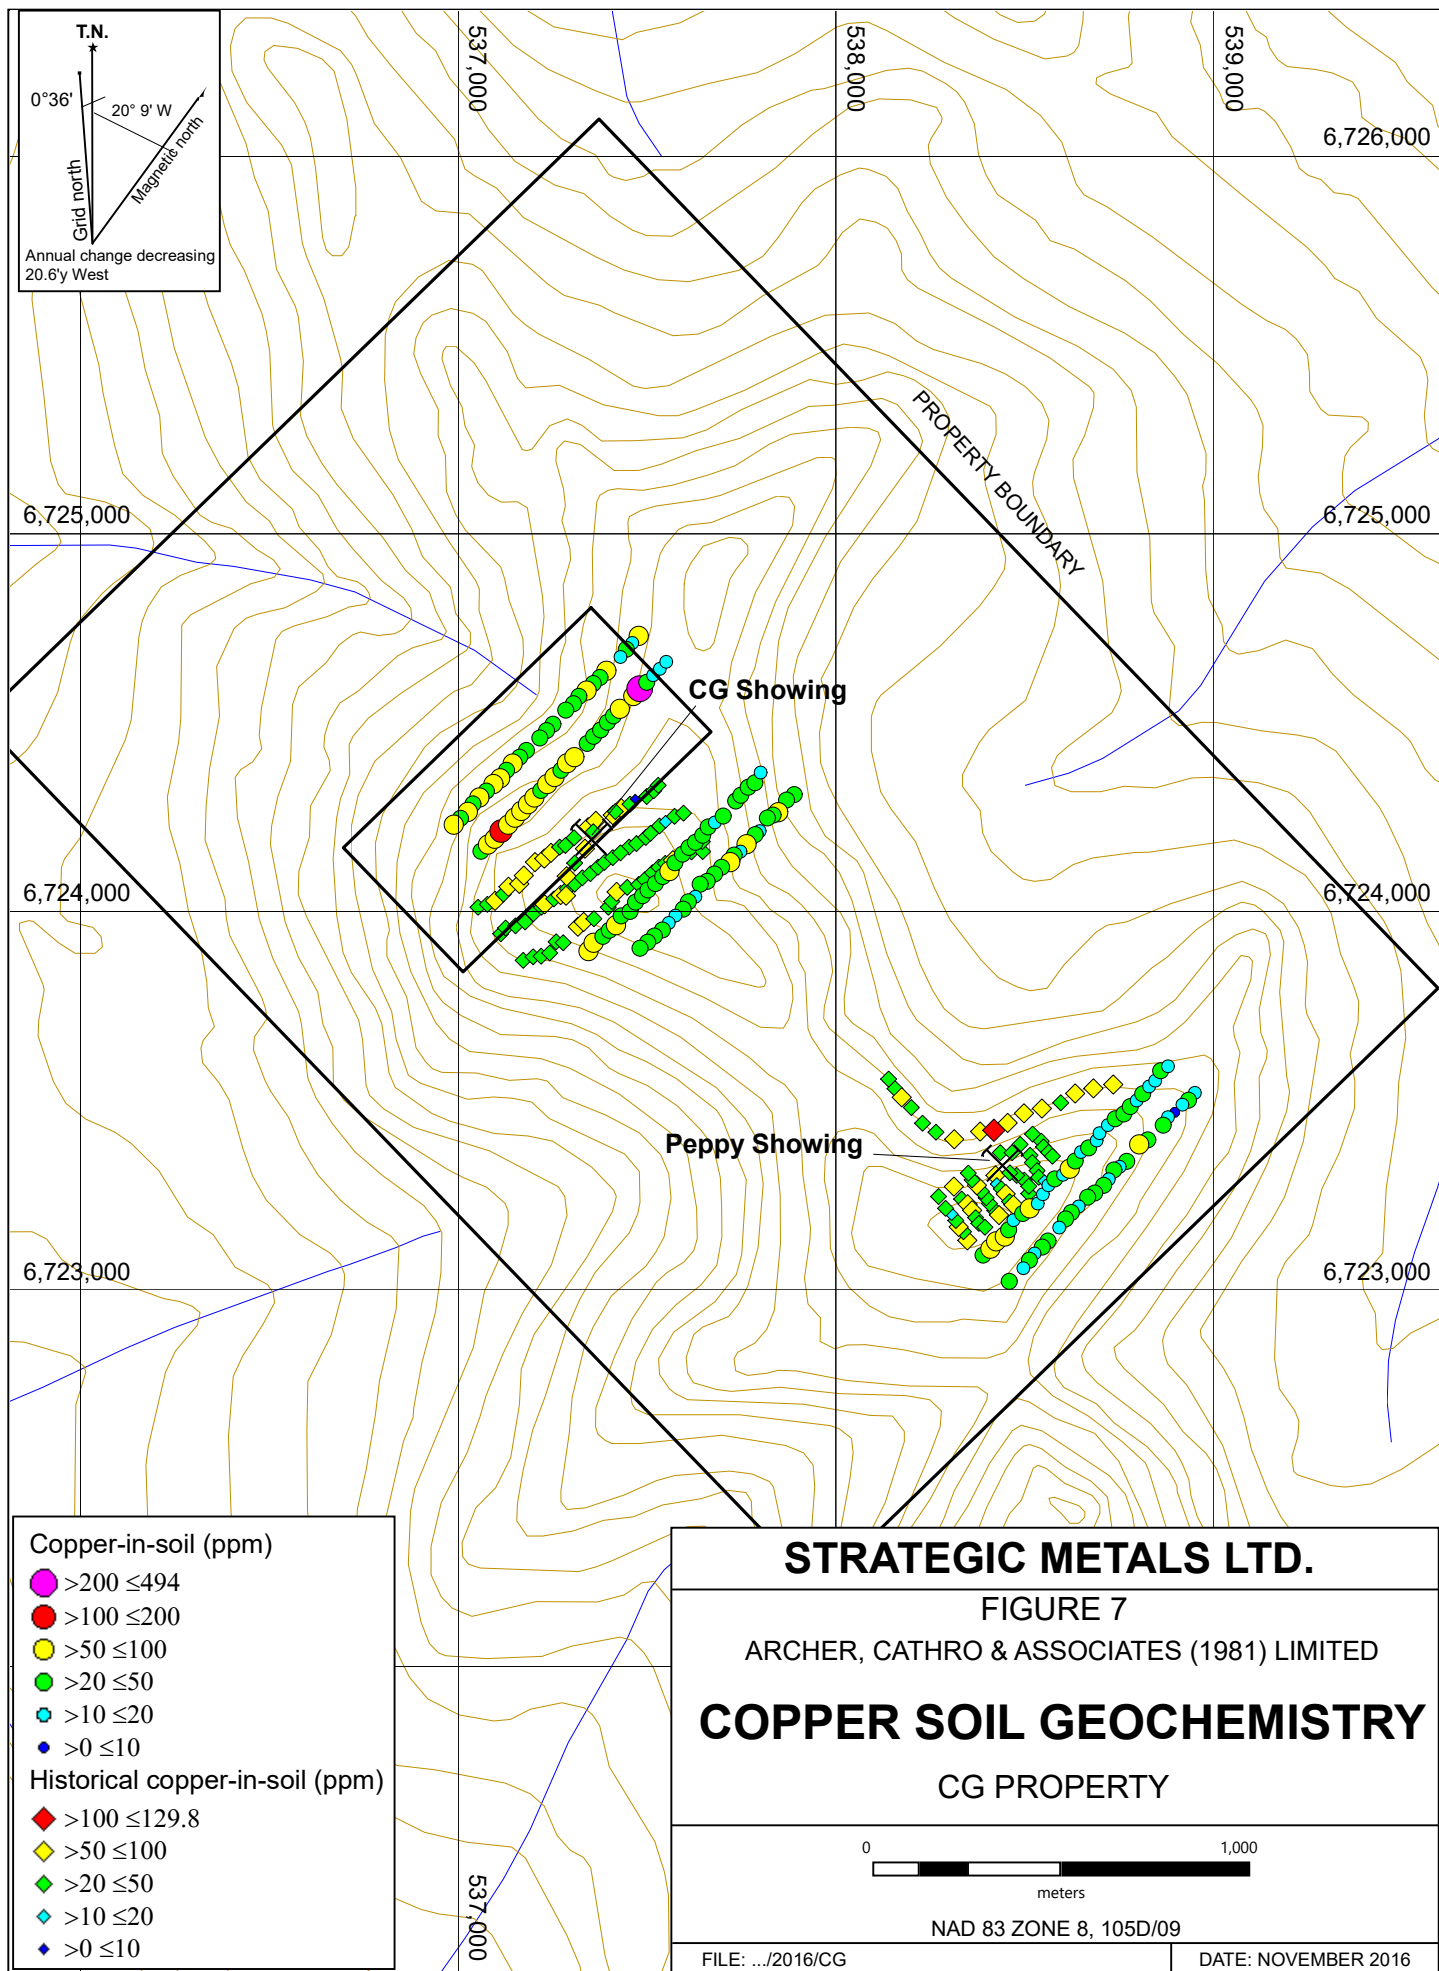 T.N.
0°36'
20° 9' W
Grid north
Magnetic north
Annual change decreasing
20.6'y West
537,000
538,000
539,000
6,726,000
PROPERTY BOUNDARY
6,725,000
6,725,000
CG Showing
6,724,000
6,724,000
Peppy Showing
6,723,000
6,723,000
Copper-in-soil (ppm)
>200 ≤494
>100 ≤200
>50 ≤100
>20 ≤50
>10 ≤20
>0 ≤10
Historical copper-in-soil (ppm)
>100 ≤129.8
>50 ≤100
>20 ≤50
>10 ≤20
>0 ≤10
537,000
STRATEGIC METALS LTD.
FIGURE 7
ARCHER, CATHRO & ASSOCIATES (1981) LIMITED
COPPER SOIL GEOCHEMISTRY
CG PROPERTY
0 1,000
meters
NAD 83 ZONE 8, 105D/09
FILE: .../2016/CG
DATE: NOVEMBER 2016